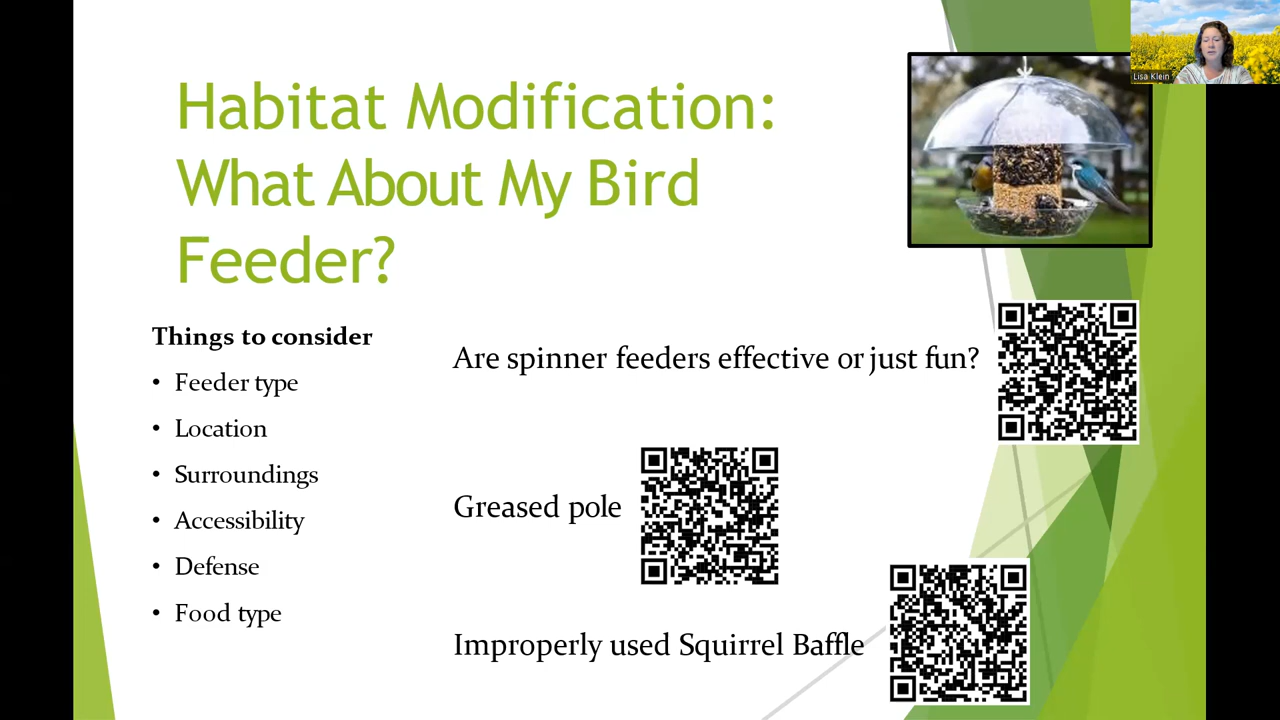 Habitat Modification:
What About My Bird
Feeder?
Lisa Klein
Things to consider
• Feeder type
• Location
• Surroundings
• Accessibility
• Defense
• Food type
Are spinner feeders effective or just fun?
Greased pole
Improperly used Squirrel Baffle